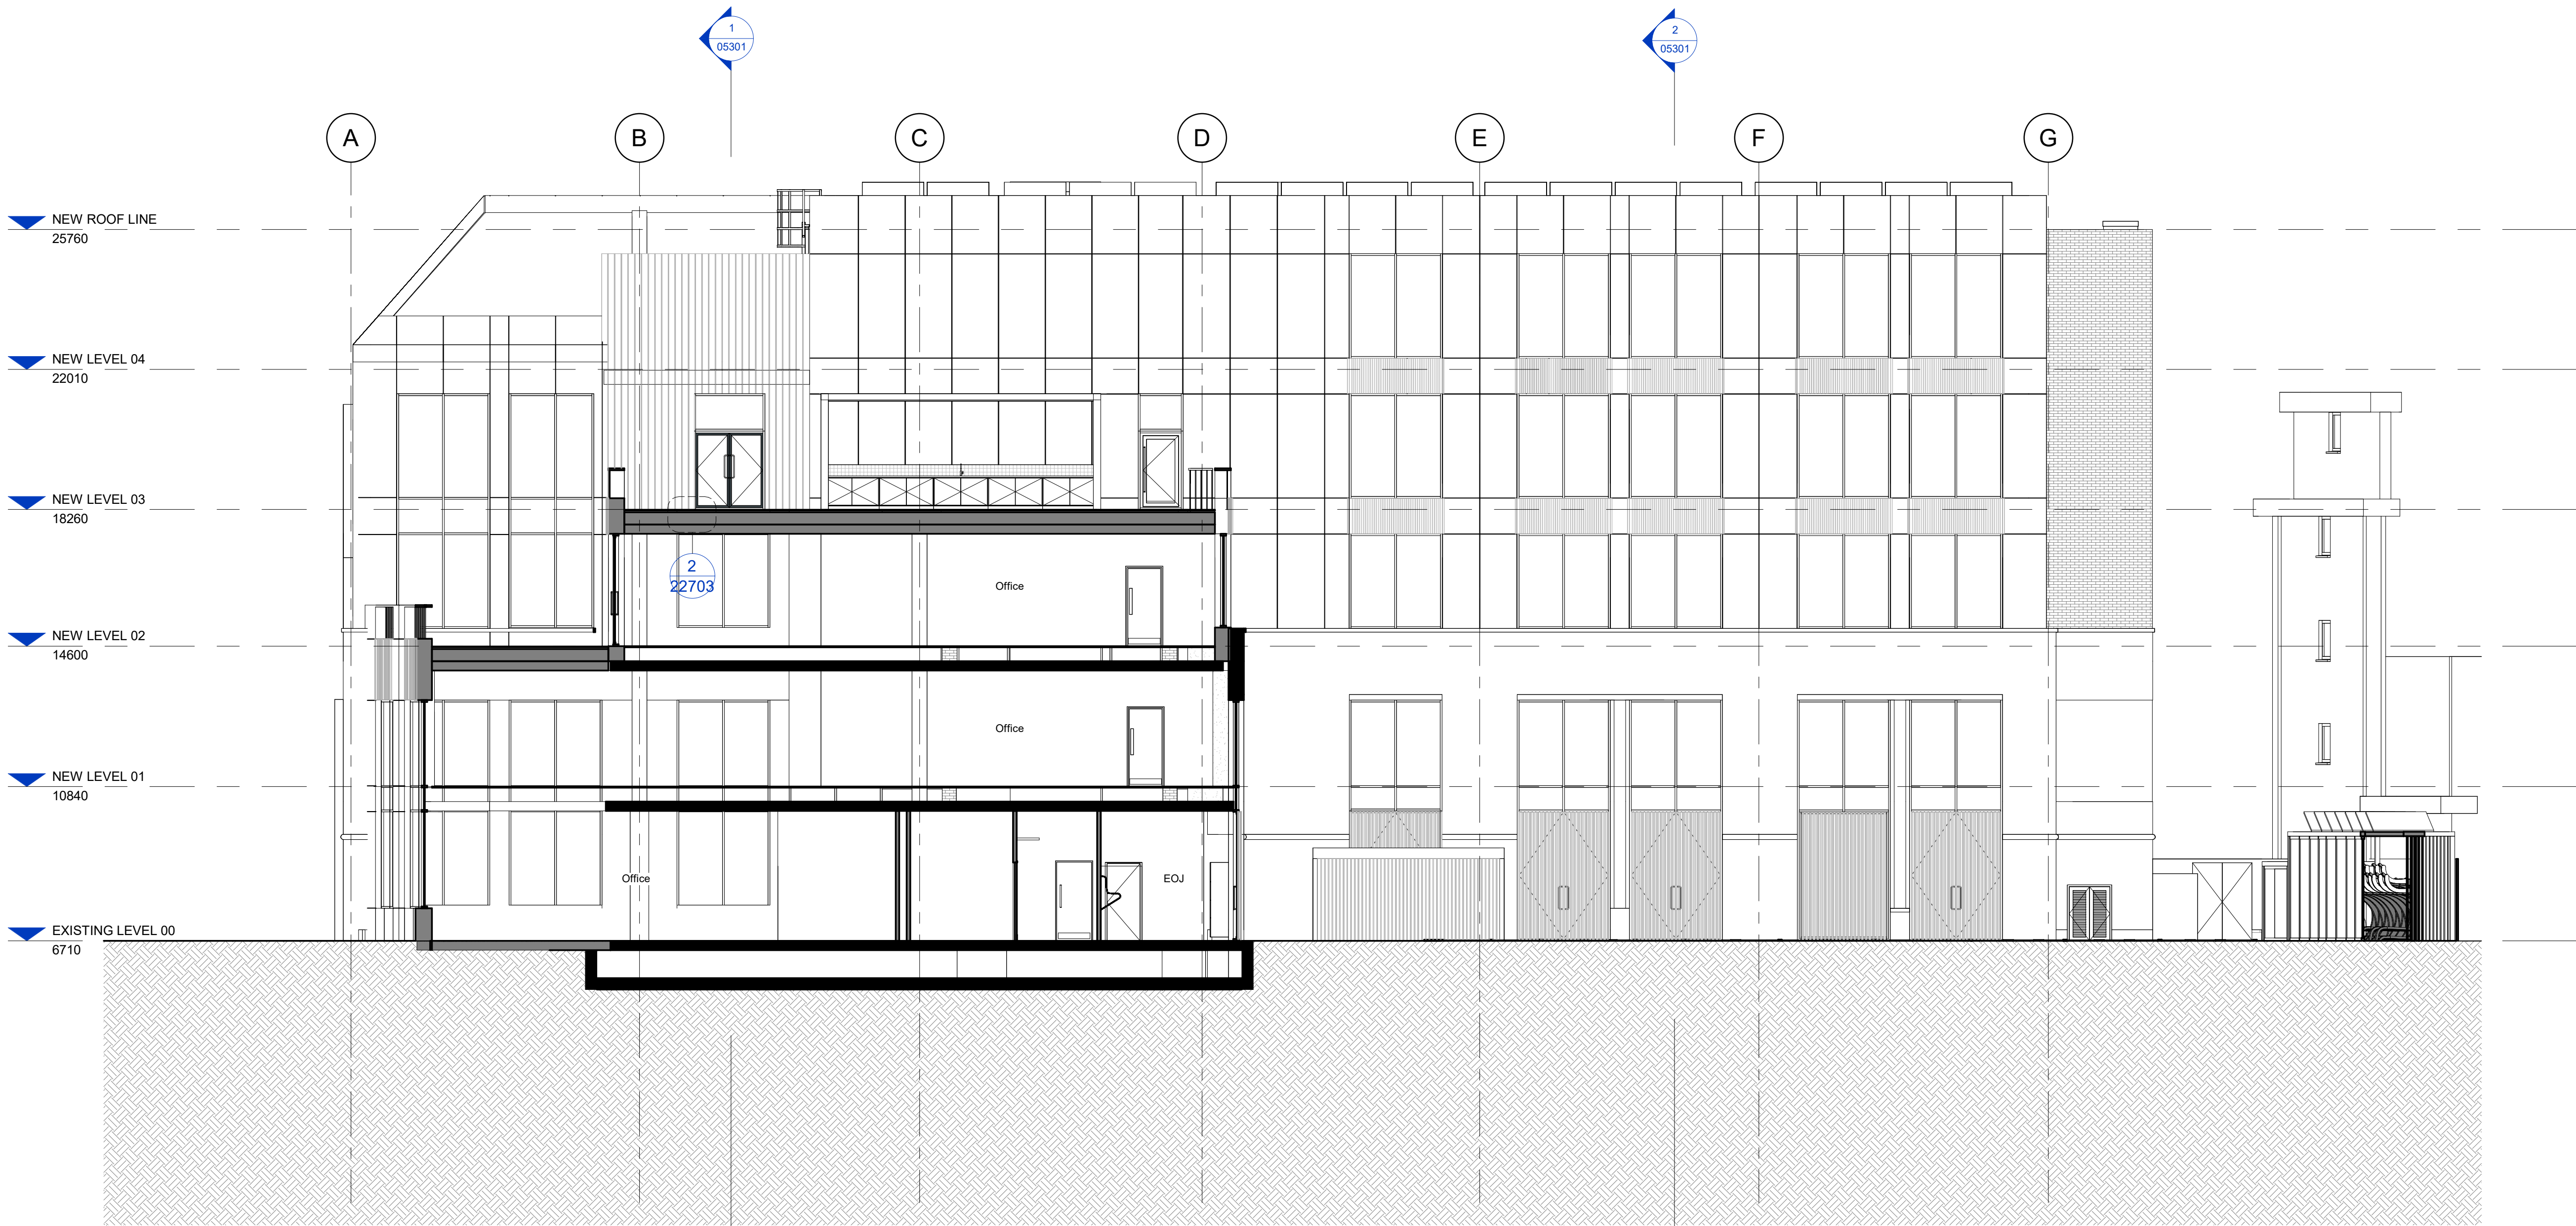 1
05301
2
05301
A
B
C
D
E
F
G
NEW ROOF LINE
25760
NEW LEVEL 04
22010
NEW LEVEL 03
18260
2
22703
Office
NEW LEVEL 02
14600
Office
NEW LEVEL 01
10840
Office
EOJ
EXISTING LEVEL 00
6710